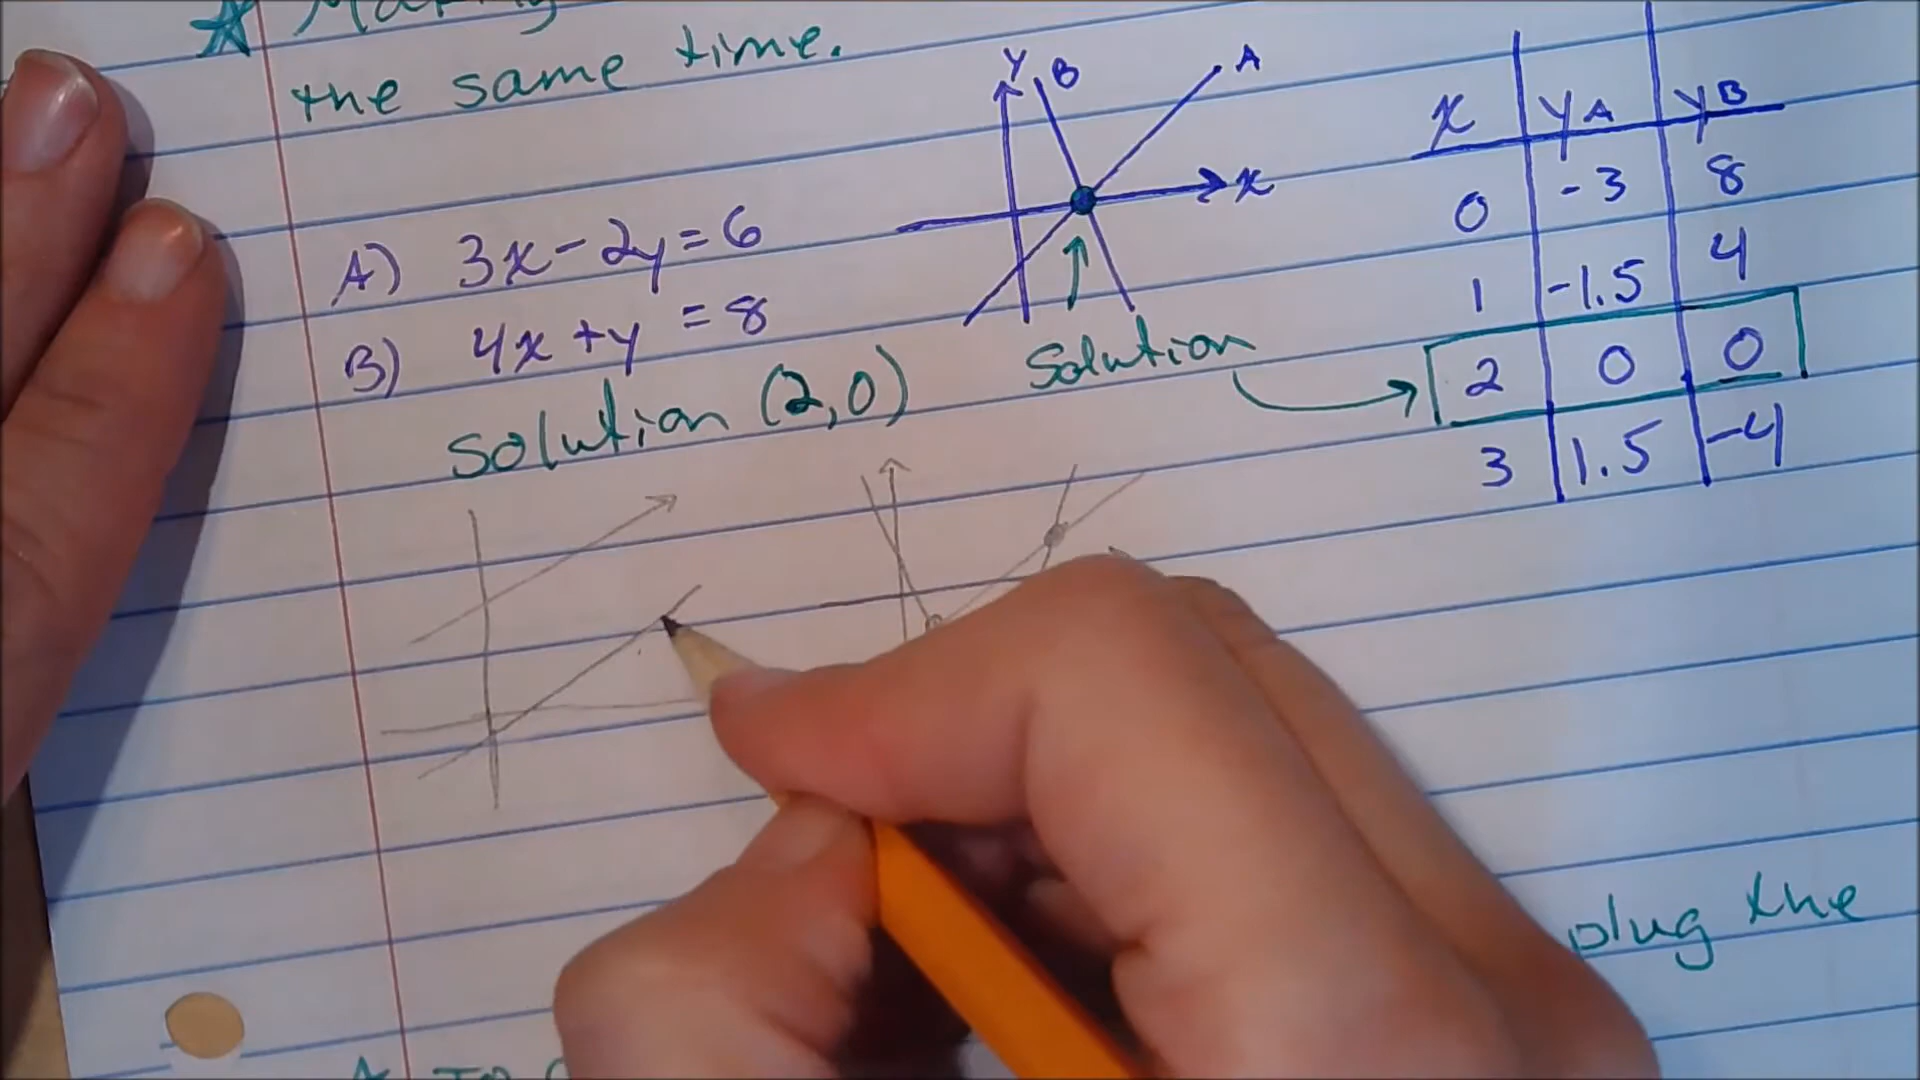 the same time.
A) 3x-2y=6
B) 4x+y=8
solution (2,0)
Y B A
x
Solution
x yA yB
0 -3 8
1 -1.5 4
2 0 0
3 1.5 -4
plug the